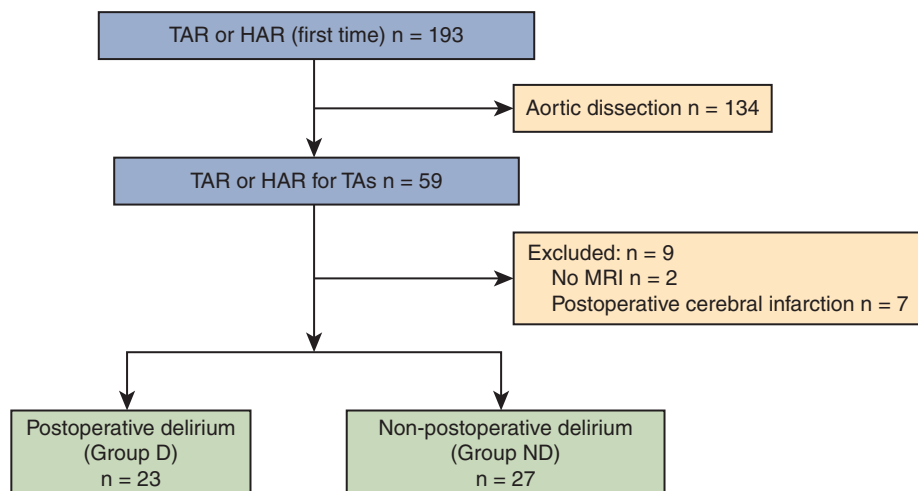 TAR or HAR (first time) n = 193
Aortic dissection n = 134
TAR or HAR for TAs n = 59
Excluded: n = 9
No MRI n = 2
Postoperative cerebral infarction n = 7
Postoperative delirium
(Group D)
n = 23
Non-postoperative delirium
(Group ND)
n = 27